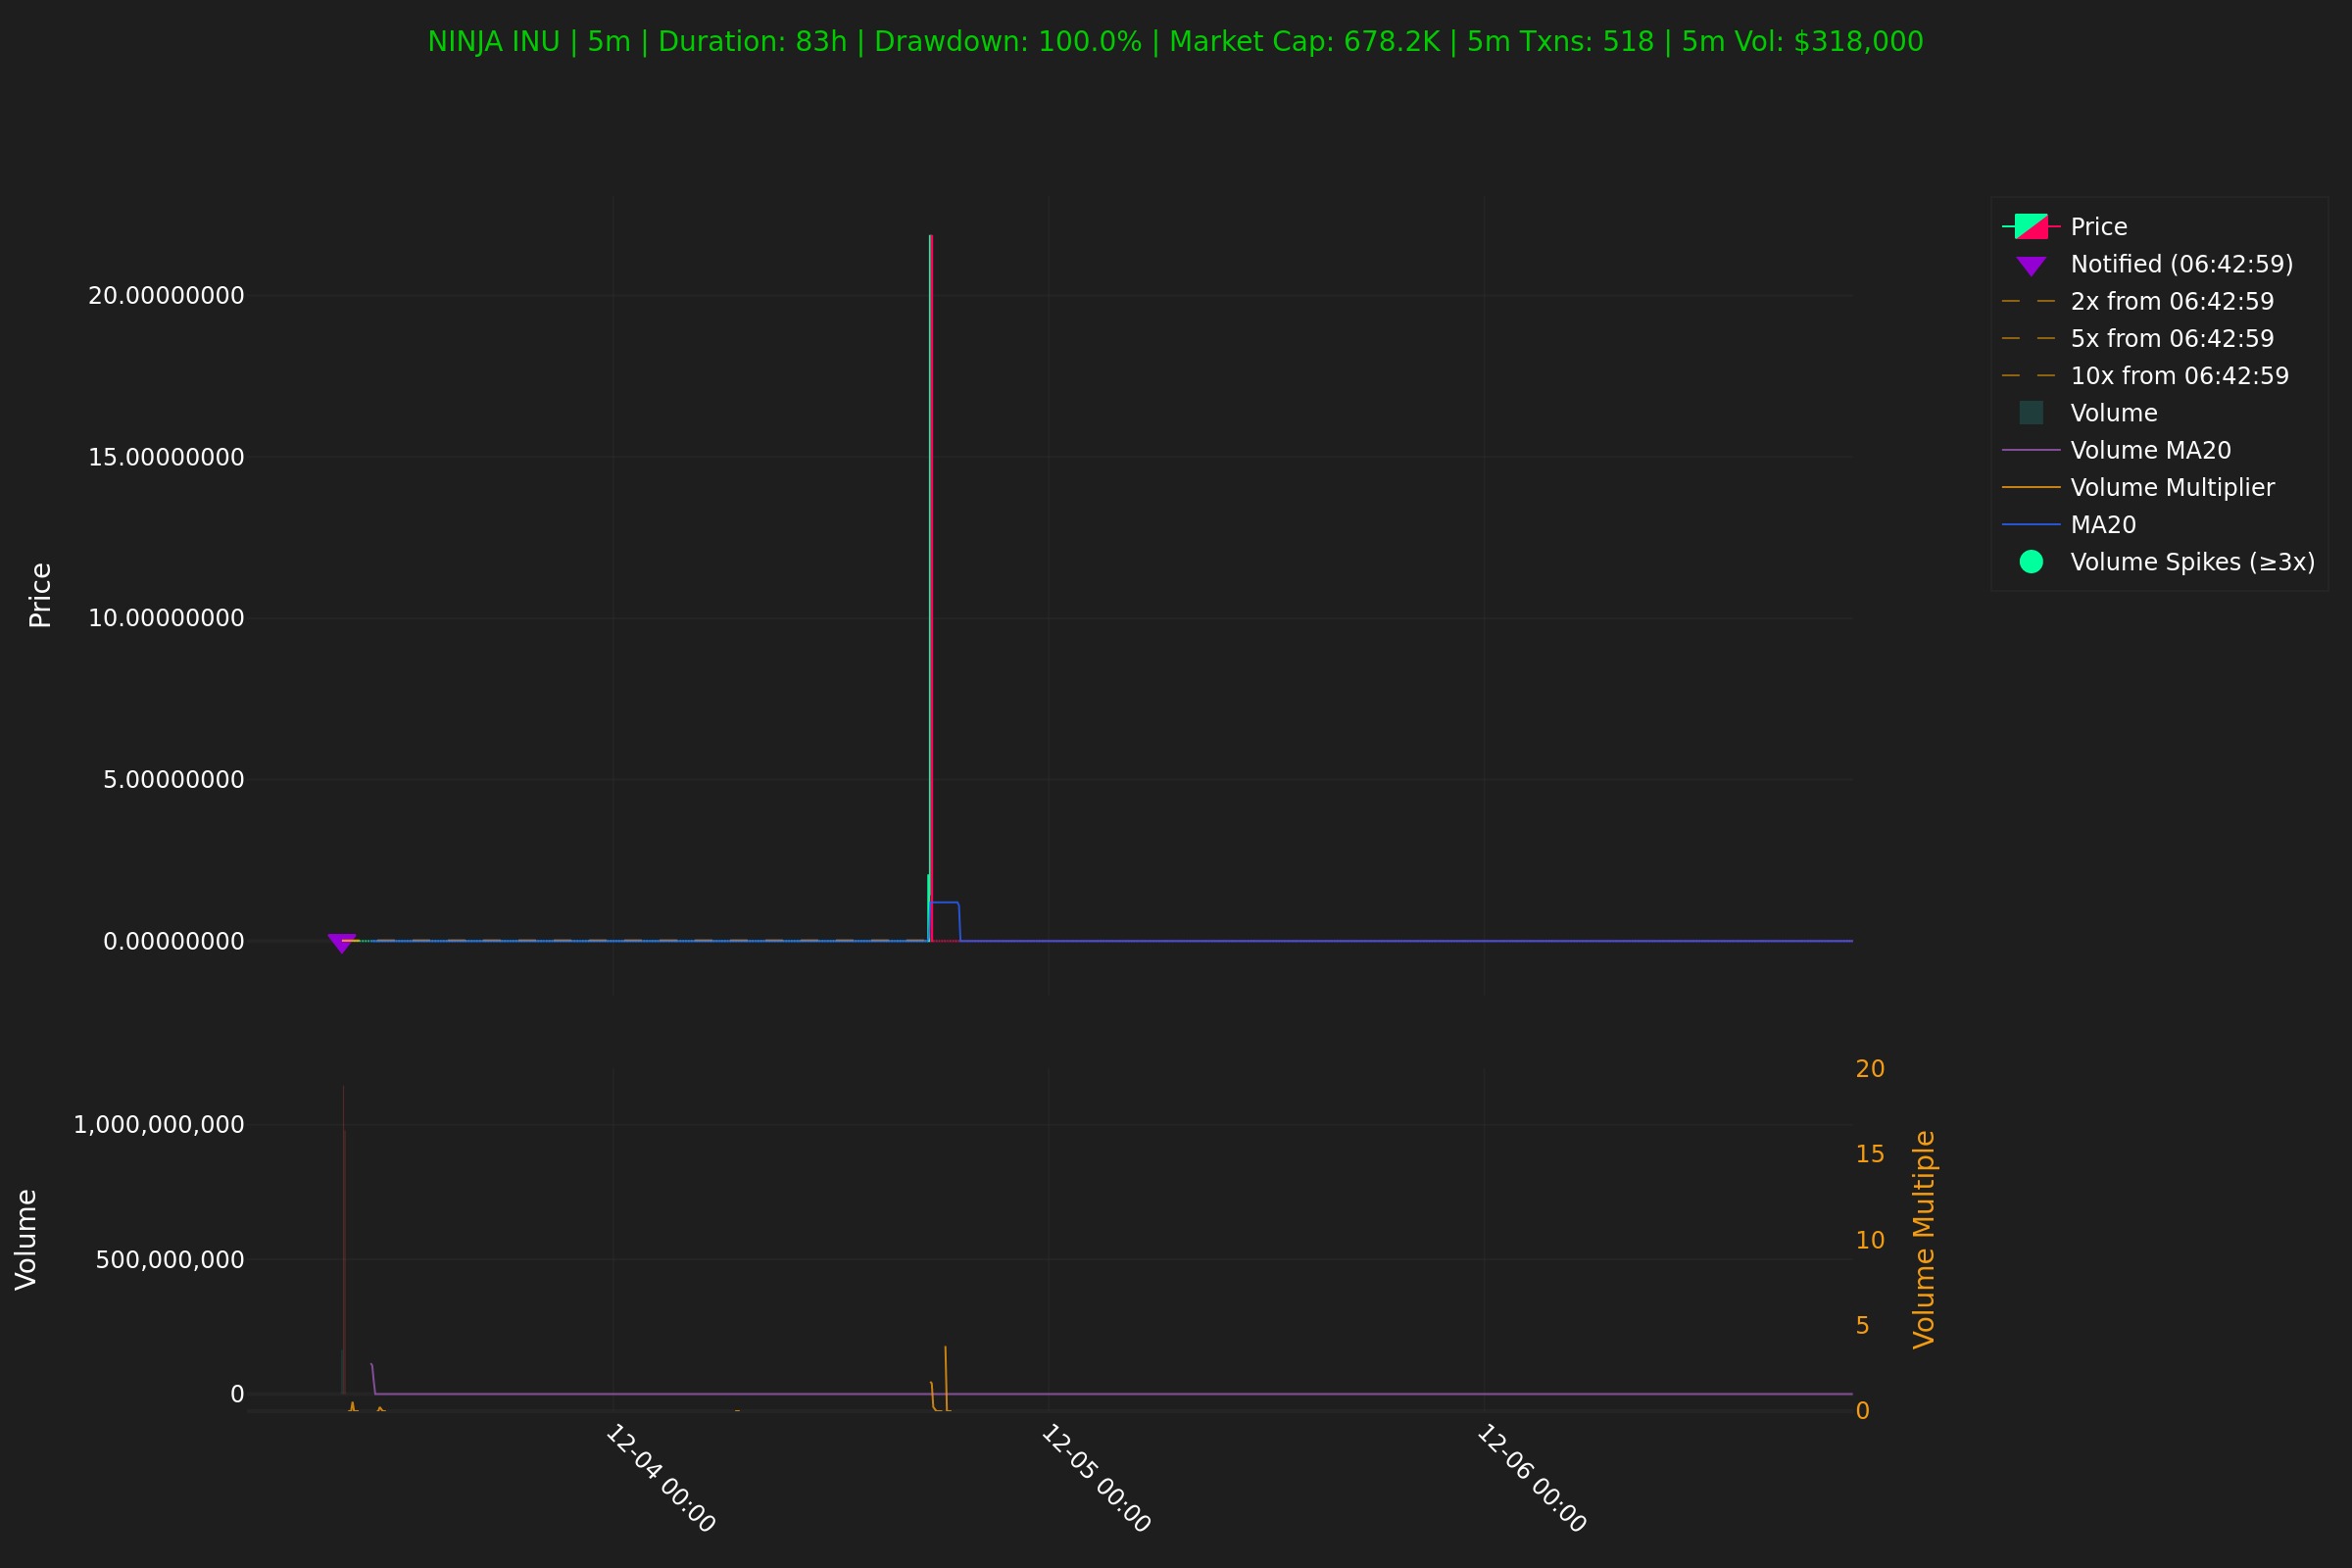 NINJA INU | 5m | Duration: 83h | Drawdown: 100.0% | Market Cap: 678.2K | 5m Txns: 518 | 5m Vol: $318,000
Price
20.00000000
15.00000000
10.00000000
5.00000000
0.00000000
Price
Notified (06:42:59)
2x from 06:42:59
5x from 06:42:59
10x from 06:42:59
Volume
Volume MA20
Volume Multiplier
MA20
Volume Spikes (≥3x)
Volume
1,000,000,000
500,000,000
0
20
15
10
5
0
Volume Multiple
12-04 00:00
12-05 00:00
12-06 00:00